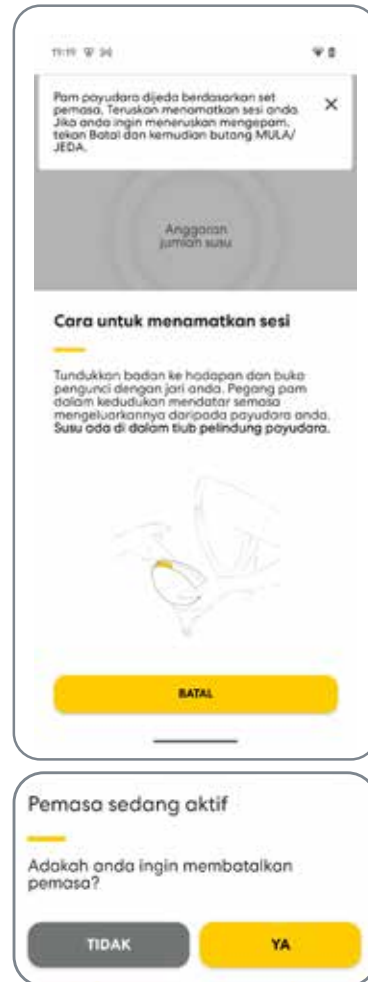 11:19
Pam payudara dijeda berdasarkan set
pemasa. Teruskan menamatkan sesi anda.
Jika anda ingin meneruskan mengepam,
tekan Batal dan kemudian butang MULA/
JEDA.
Anggaran
jumlah susu
Cara untuk menamatkan sesi
Tundukkan badan ke hadapan dan buka
pengunci dengan jari anda. Pegang pam
dalam kedudukan mendatar semasa
mengeluarkannya daripada payudara anda.
Susu ada di dalam tiub pelindung payudara.
BATAL
Pemasa sedang aktif
Adakah anda ingin membatalkan
pemasa?
TIDAK
YA